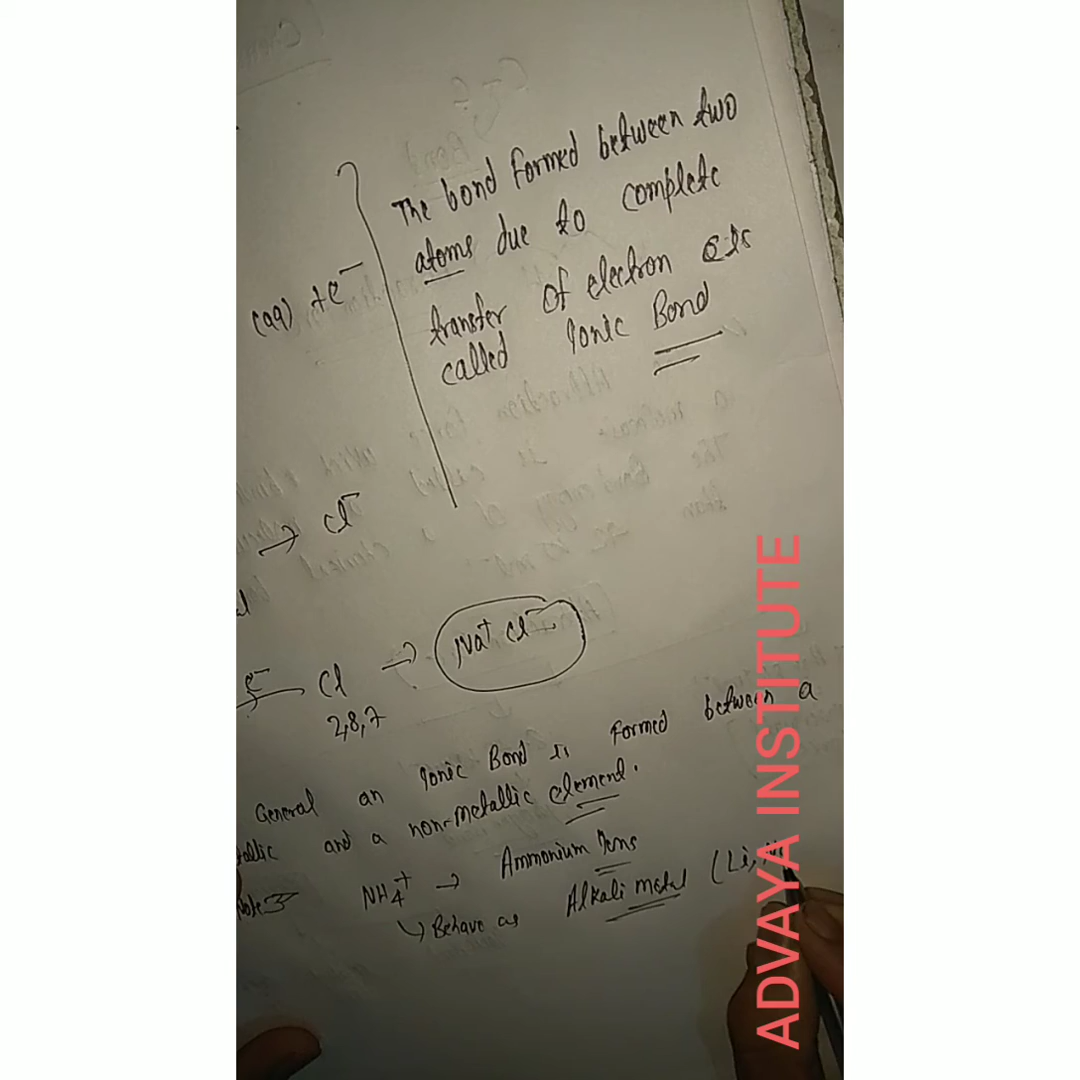 The bond formed between two
atoms due to complete
transfer of electron
called Ionic Bond
(aq) + e⁻
→ Cl⁻
e⁻ Cl → Na⁺ Cl⁻
2,8,7
General an Ionic Bond is formed between a
and a non-metallic element.
NH₄⁺ → Ammonium Ions
↳ Behave as Alkali metal (Li,
ADVAYA INSTITUTE